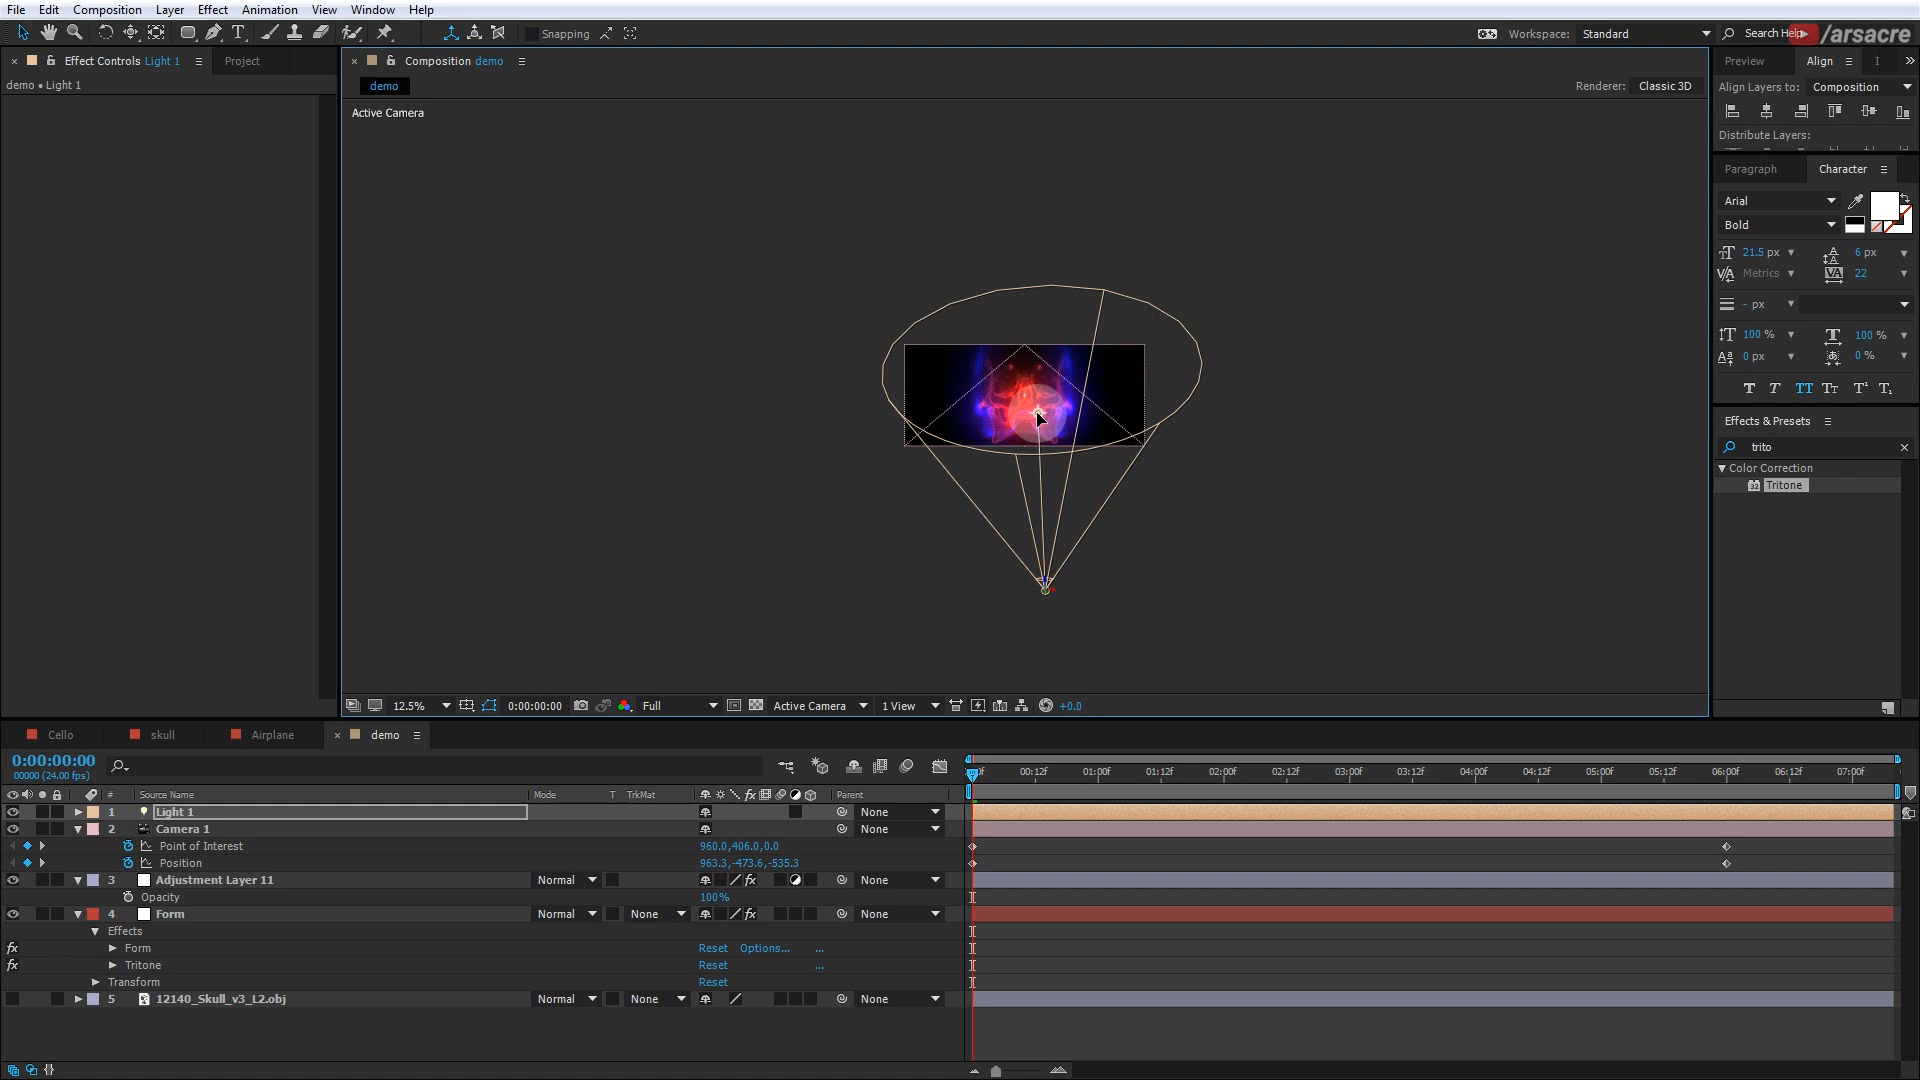 File Edit Composition Layer Effect Animation View Window Help
Snapping Workspace: Standard Search Help /arsacre
Effect Controls Light 1 Project
Composition demo
Preview Align
demo • Light 1
demo
Renderer: Classic 3D
Align Layers to: Composition
Active Camera
Distribute Layers:
Paragraph Character
Arial
Bold
21.5 px 6 px
Metrics 22
- px
100 % 100 %
0 px 0 %
Effects & Presets
trito
Color Correction
32 Tritone
12.5% 0:00:00:00 Full Active Camera 1 View +0.0
Cello skull Airplane demo
0:00:00:00
00000 (24.00 fps)
00:12f 01:00f 01:12f 02:00f 02:12f 03:00f 03:12f 04:00f 04:12f 05:00f 05:12f 06:00f 06:12f 07:00f
# Source Name Mode T TrkMat Parent
1 Light 1 None
2 Camera 1 None
Point of Interest 960.0,406.0,0.0
Position 963.3,-473.6,-535.3
3 Adjustment Layer 11 Normal None
Opacity 100%
4 Form Normal None None
Effects
fx Form Reset Options... ...
fx Tritone Reset ...
Transform Reset
5 12140_Skull_v3_L2.obj Normal None None